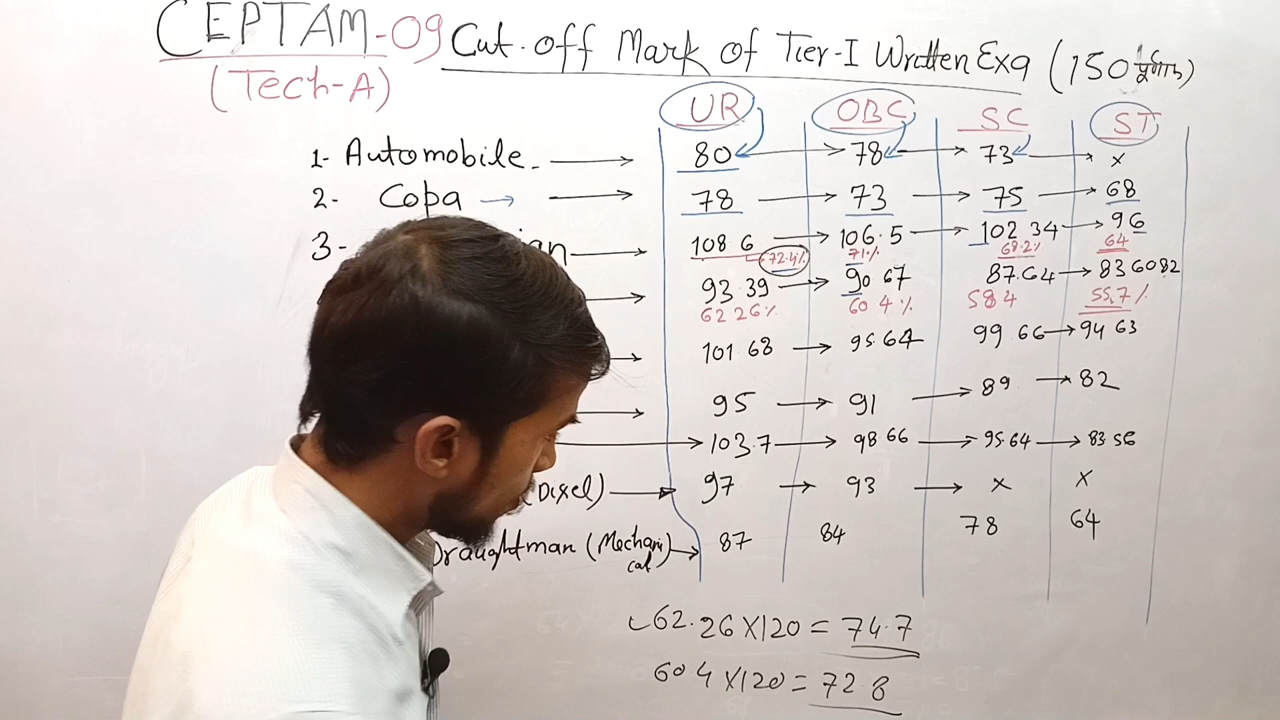 CEPTAM-09 Cut-off Mark of Tier-I Written Exa (150
(Tech-A)
UR OBC SC ST
1- Automobile 80 78 73 x
2- Copa 78 73 75 68
3- 108.6 106.5 102.34 96
72.4% 71% 68.2% 64
93.39 90.67 87.64 83.6082
62.26% 60.4% 58.4 55.7%
101.68 95.64 99.66 94.63
95 91 89 82
103.7 98.66 95.64 83.56
(Disel) 97 93 x x
Draughtman (Mechanical) 87 84 78 64
62.26 X 120 = 74.7
60.4 X 120 = 72.8